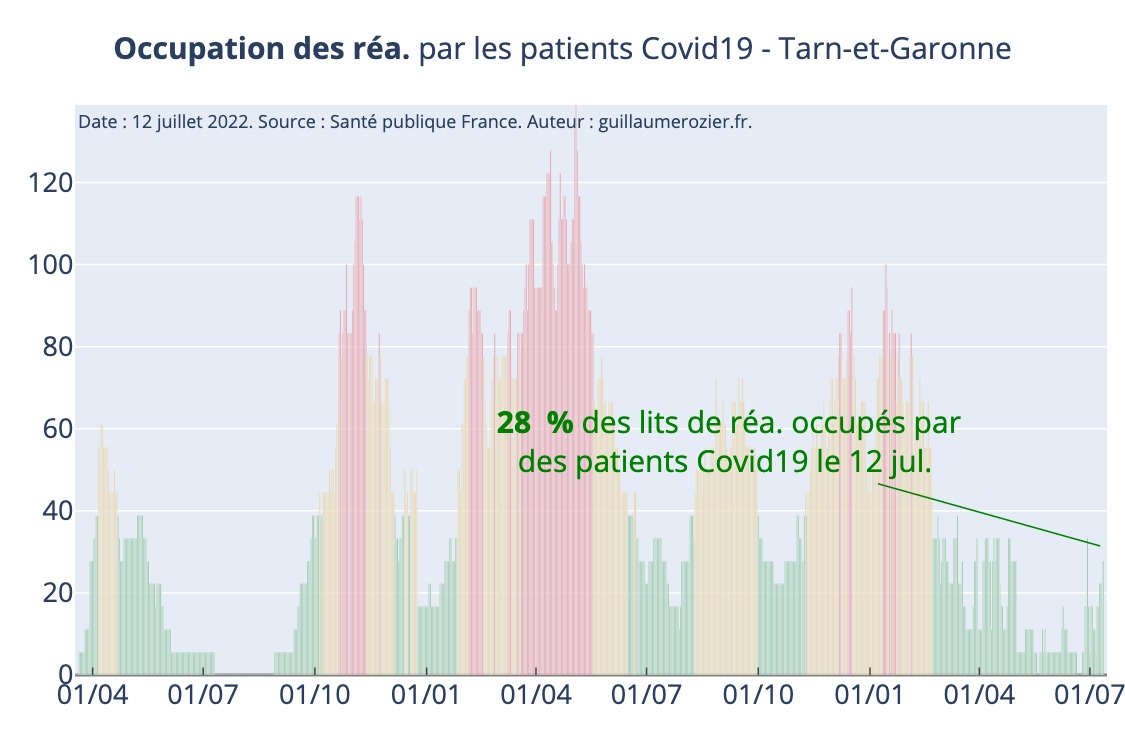 Occupation des réa. par les patients Covid19 - Tarn-et-Garonne
Date : 12 juillet 2022. Source : Santé publique France. Auteur : guillaumerozier.fr.
120
100
80
60
40
20
0
28 % des lits de réa. occupés par
des patients Covid19 le 12 jul.
01/04 01/07 01/10 01/01 01/04 01/07 01/10 01/01 01/04 01/07